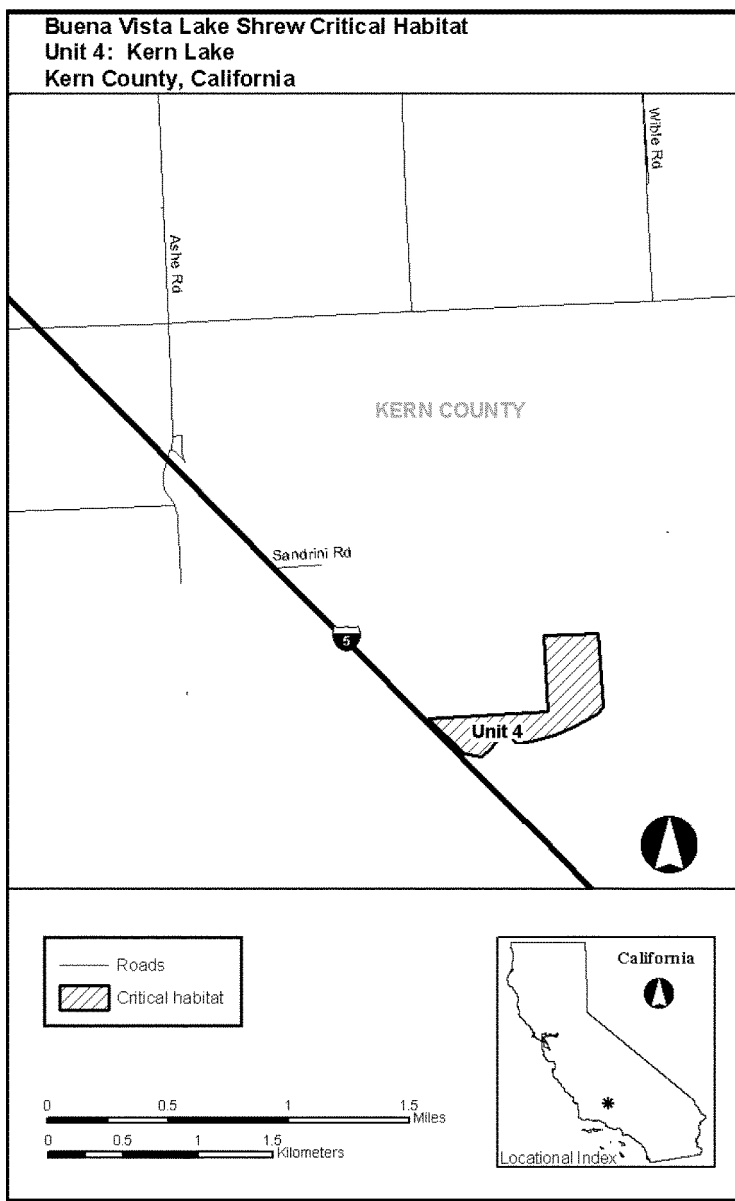 Buena Vista Lake Shrew Critical Habitat
Unit 4: Kern Lake
Kern County, California
Wible Rd
Ashe Rd
KERN COUNTY
Sandrini Rd
5
Unit 4
Roads
Critical habitat
California
0 0.5 1 1.5
Miles
0 0.5 1 1.5
Kilometers
Locational Index